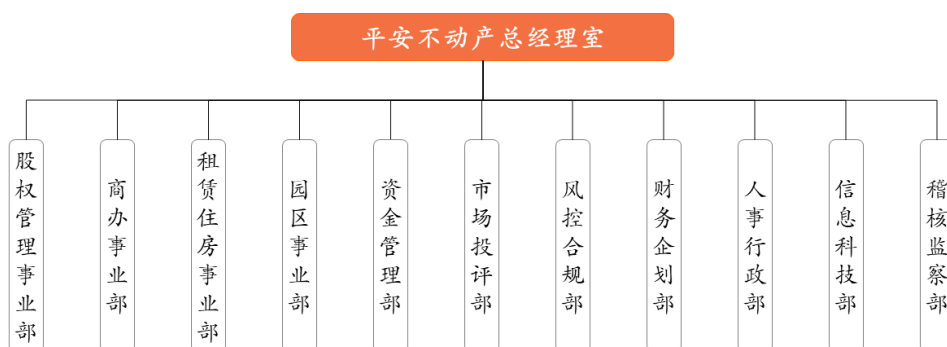 平安不动产总经理室
股权管理事业部
商办事业部
租赁住房事业部
园区事业部
资金管理部
市场投评部
风控合规部
财务企划部
人事行政部
信息科技部
稽核监察部